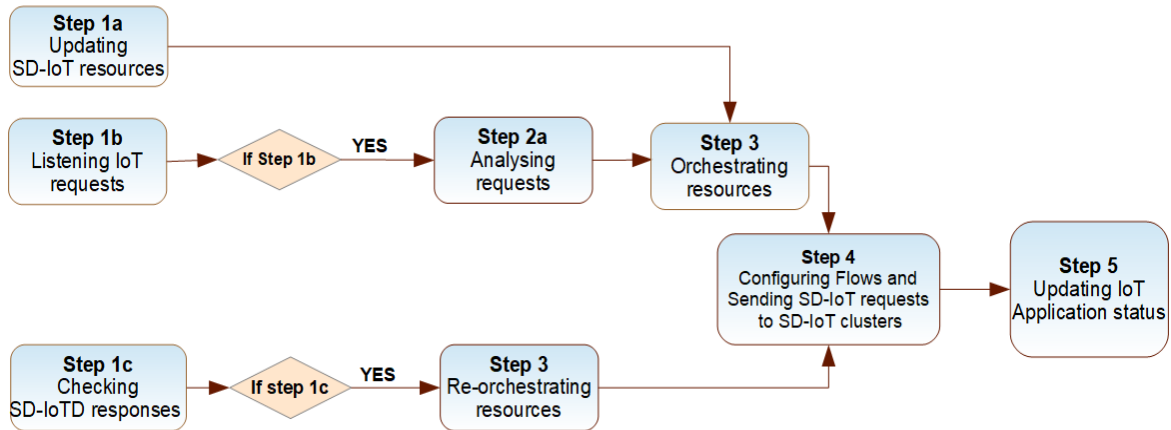 Step 1a
Updating
SD-IoT resources
Step 1b
Listening IoT
requests
If Step 1b
YES
Step 2a
Analysing
requests
Step 3
Orchestrating
resources
Step 4
Configuring Flows and
Sending SD-IoT requests
to SD-IoT clusters
Step 5
Updating IoT
Application status
Step 1c
Checking
SD-IoTD responses
If step 1c
YES
Step 3
Re-orchestrating
resources